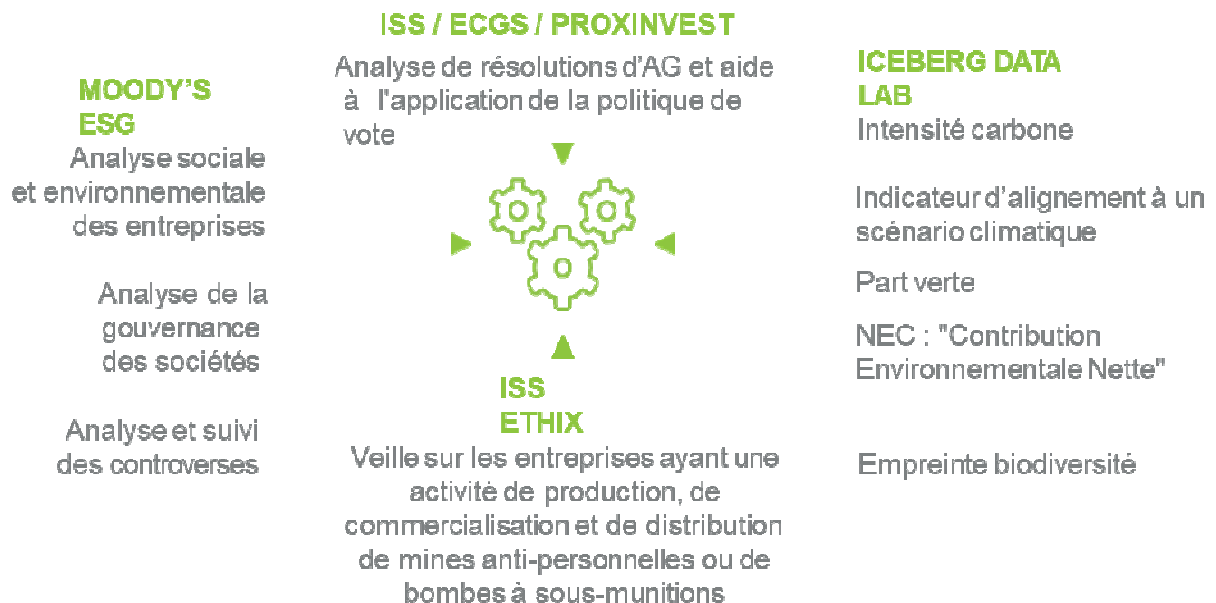 ISS / ECGS / PROXINVEST
Analyse de résolutions d'AG et aide
à l'application de la politique de
vote
MOODY'S
ESG
Analyse sociale
et environnementale
des entreprises
Analyse de la
gouvernance
des sociétés
Analyse et suivi
des controverses
ICEBERG DATA
LAB
Intensité carbone
Indicateur d'alignement à un
scénario climatique
Part verte
NEC : "Contribution
Environnementale Nette"
Empreinte biodiversité
ISS
ETHIX
Veille sur les entreprises ayant une
activité de production, de
commercialisation et de distribution
de mines anti-personnelles ou de
bombes à sous-munitions